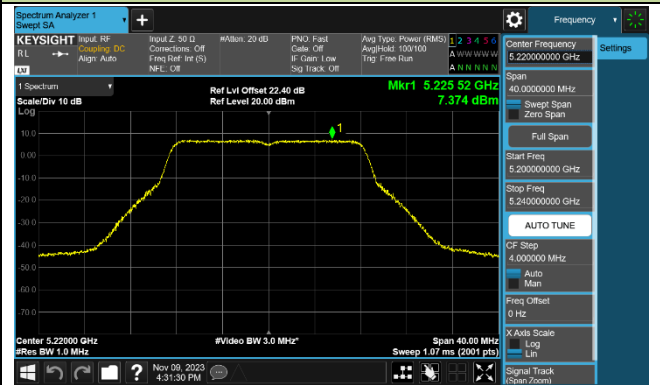 Spectrum Analyzer 1
Swept SA
+
Frequency
KEYSIGHT
RL
LXI
Input: RF
Coupling: DC
Align: Auto
Input Z: 50 Ω
Corrections: Off
Freq Ref: Int (S)
NFE: Off
#Atten: 20 dB
PNO: Fast
Gate: Off
IF Gain: Low
Sig Track: Off
Avg Type: Power (RMS)
Avg|Hold: 100/100
Trig: Free Run
1 2 3 4 5 6
A W W W W W
A N N N N N
1 Spectrum
Scale/Div 10 dB
Log
Ref Lvl Offset 22.40 dB
Ref Level 20.00 dBm
Mkr1 5.225 52 GHz
7.374 dBm
1
10.0
0.00
-10.0
-20.0
-30.0
-40.0
-50.0
-60.0
-70.0
Center 5.22000 GHz
#Res BW 1.0 MHz
#Video BW 3.0 MHz*
Span 40.00 MHz
Sweep 1.07 ms (2001 pts)
?
Nov 09, 2023
4:31:30 PM
Center Frequency
5.220000000 GHz
Span
40.0000000 MHz
Swept Span
Zero Span
Full Span
Start Freq
5.200000000 GHz
Stop Freq
5.240000000 GHz
AUTO TUNE
CF Step
4.000000 MHz
Auto
Man
Freq Offset
0 Hz
X Axis Scale
Log
Lin
Signal Track
(Span Zoom)
Settings